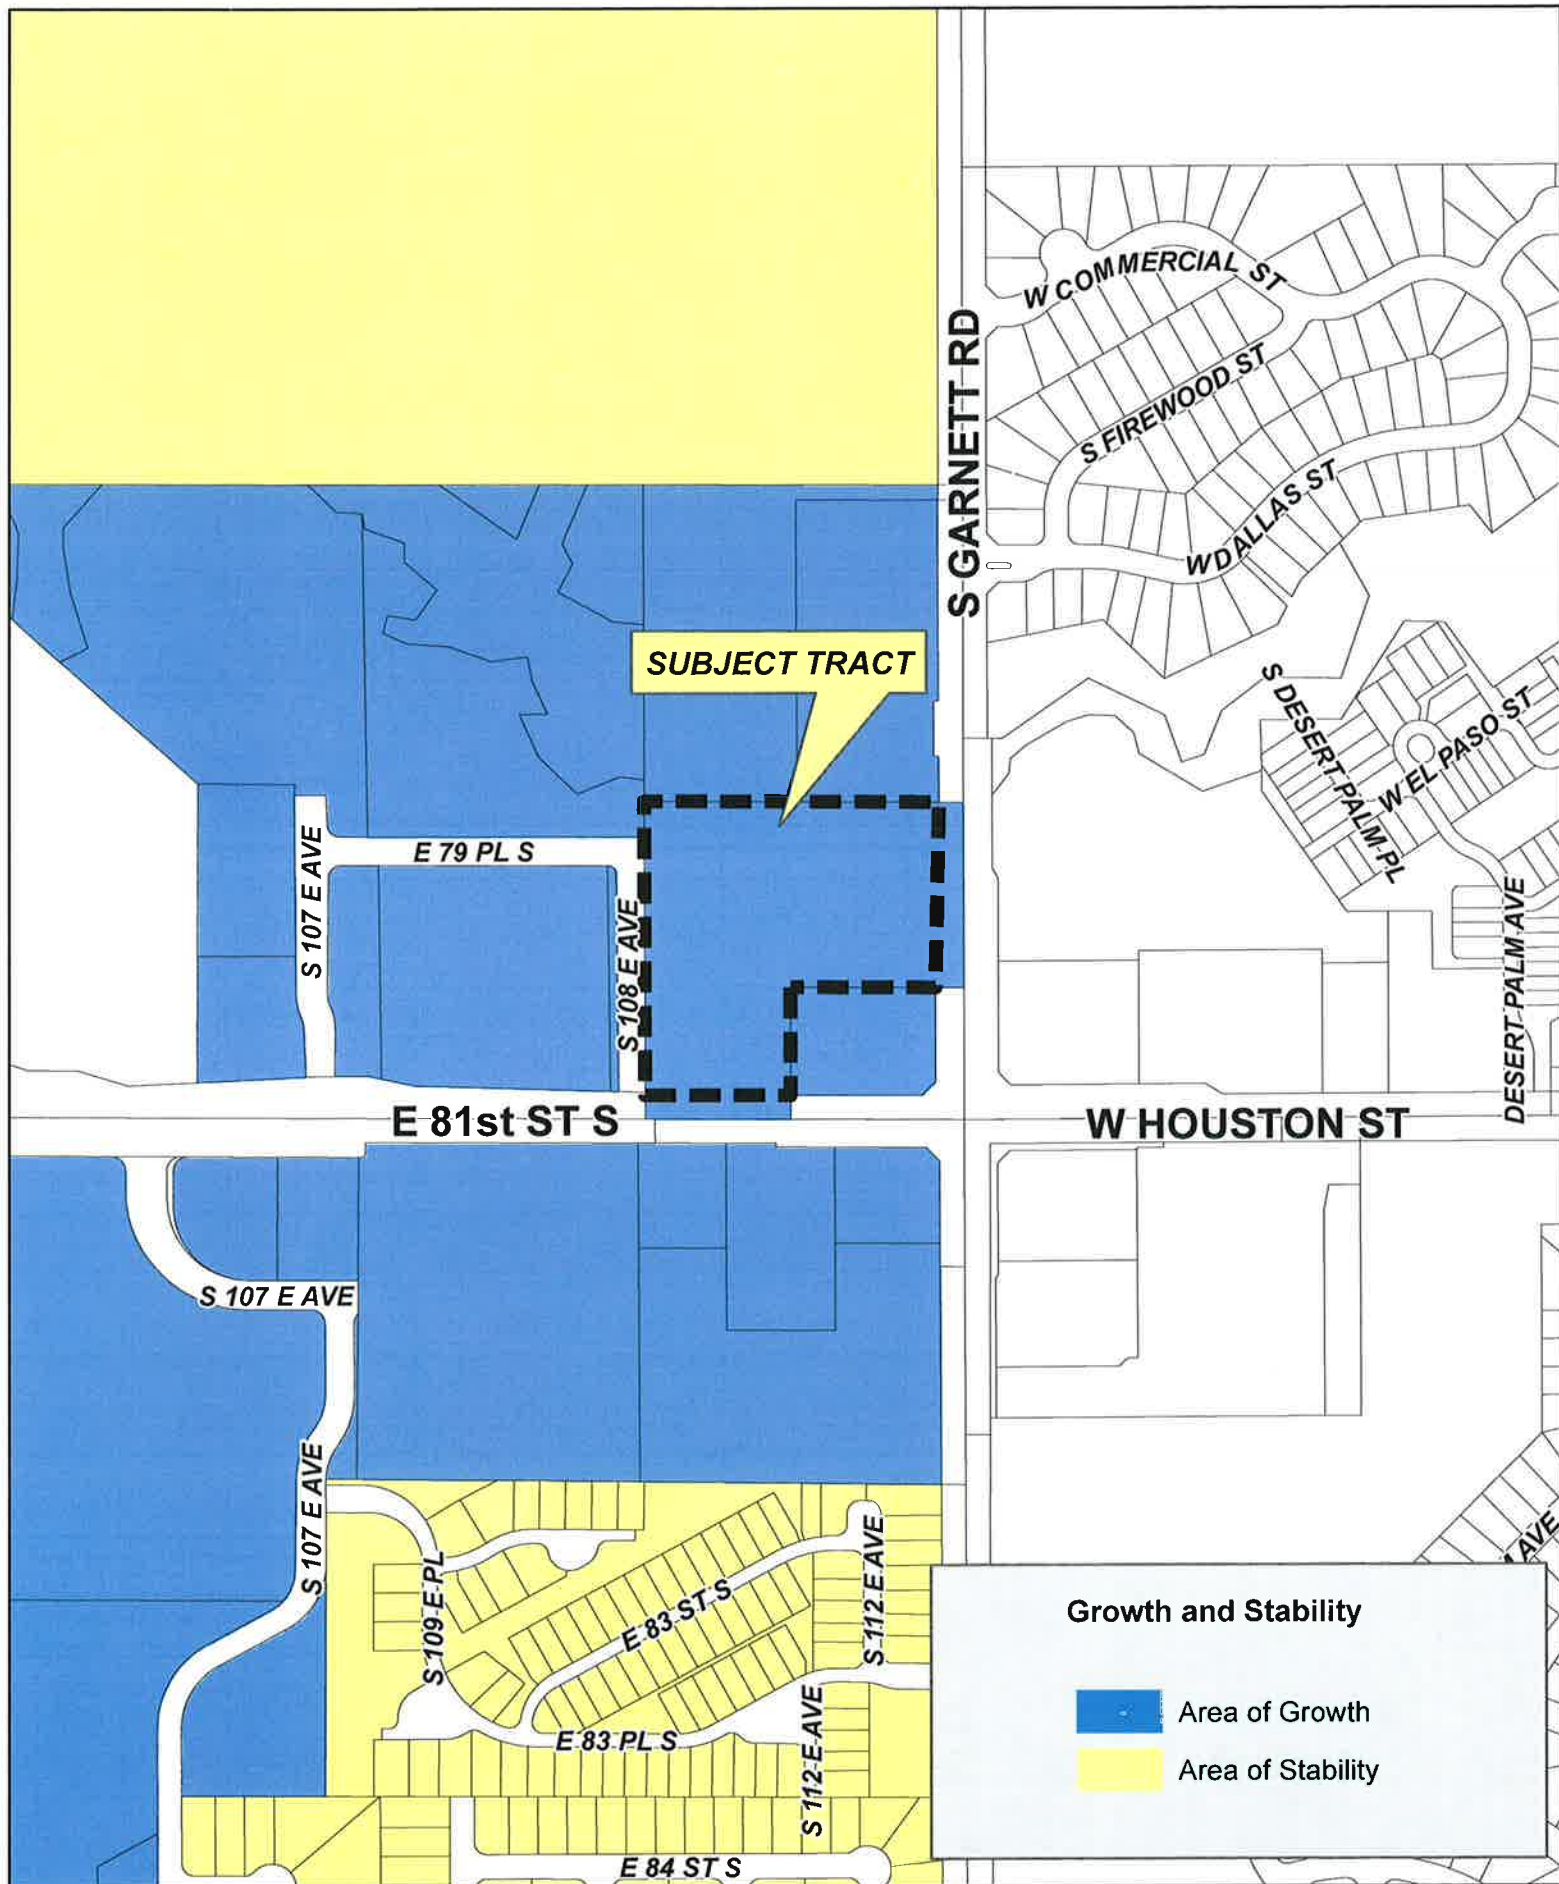 W COMMERCIAL ST
S GARNETT RD
S FIREWOOD ST
W DALLAS ST
SUBJECT TRACT
S DESERT PALM PL
W EL PASO ST
E 79 PL S
S 107 E AVE
S 108 E AVE
DESERT PALM AVE
E 81st ST S
W HOUSTON ST
S 107 E AVE
S 107 E AVE
S 109 E PL
E 83 ST S
S 112 E AVE
AVE
E 83 PL S
S 112 E AVE
E 84 ST S
Growth and Stability
Area of Growth
Area of Stability